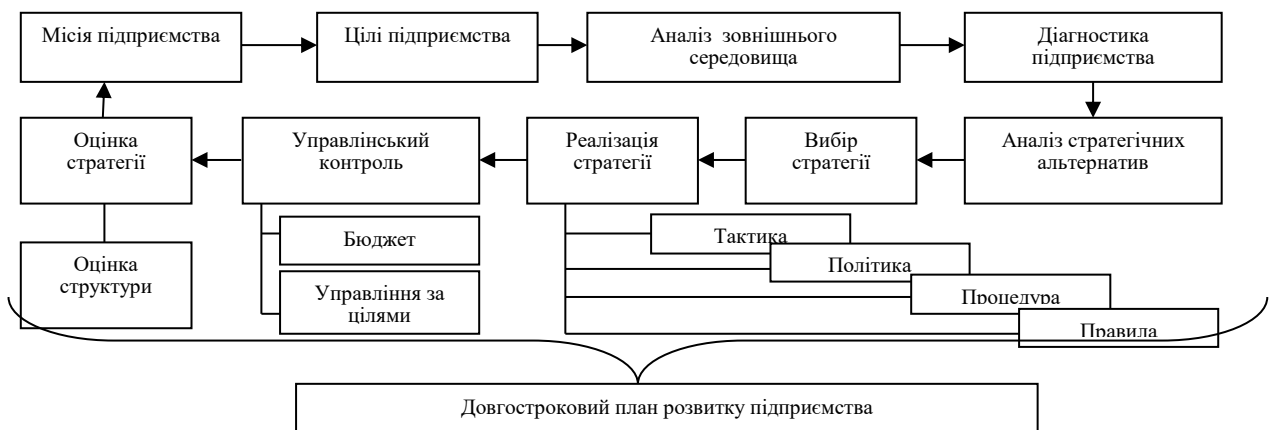 Місія підприємства
Цілі підприємства
Аналіз зовнішнього
середовища
Діагностика
підприємства
Оцінка
стратегії
Управлінський
контроль
Реалізація
стратегії
Вибір
стратегії
Аналіз стратегічних
альтернатив
Бюджет
Тактика
Політика
Оцінка
структури
Управління за
цілями
Процедура
Правила
Довгостроковий план розвитку підприємства